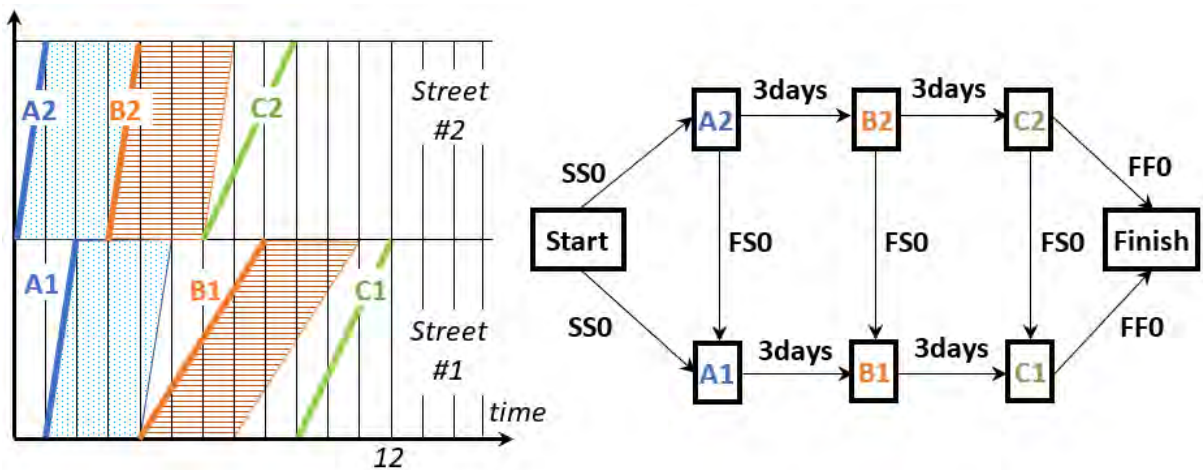 A2
B2
C2
Street
#2
A1
B1
C1
Street
#1
time
12
3days
3days
A2
B2
C2
SS0
FF0
Start
FS0
FS0
FS0
Finish
SS0
FF0
3days
3days
A1
B1
C1